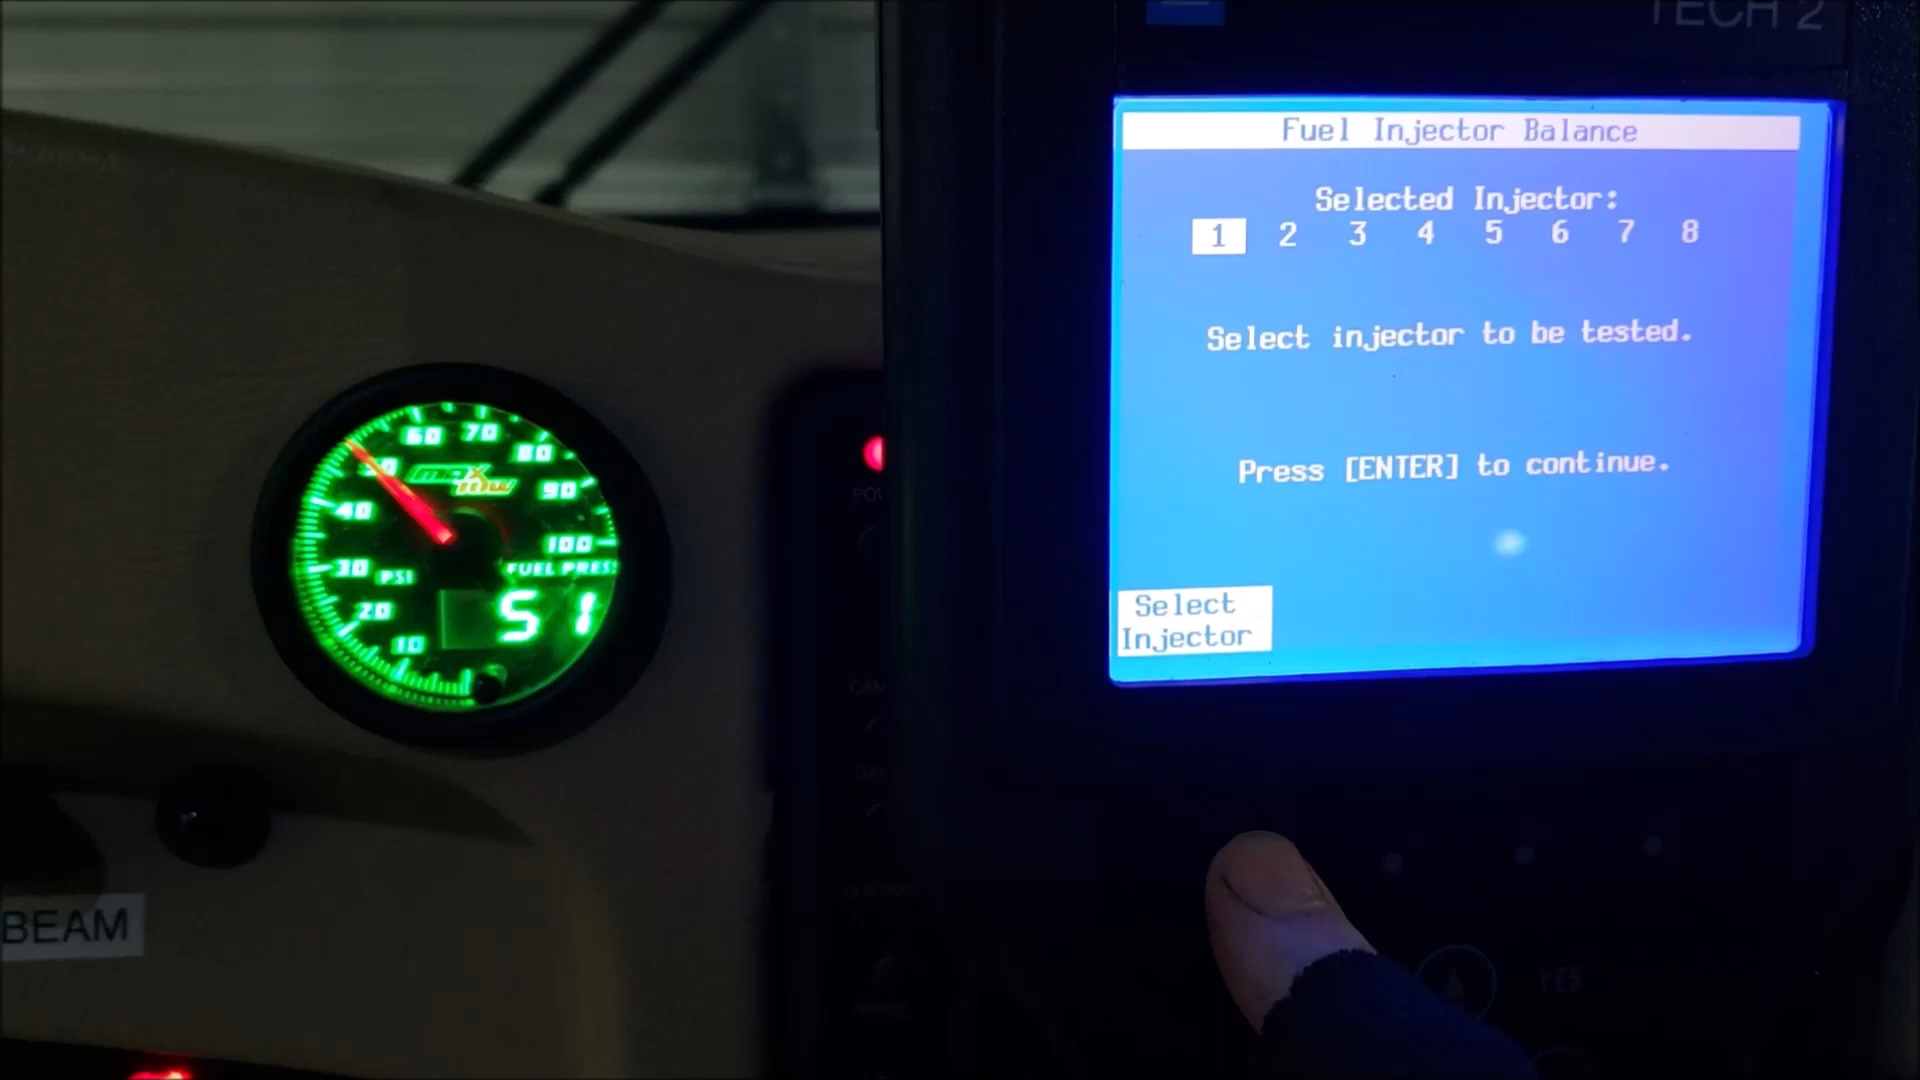 TECH 2
Fuel Injector Balance
Selected Injector:
1 2 3 4 5 6 7 8
Select injector to be tested.
Press [ENTER] to continue.
Select
Injector
60 70
50 80
40 90
30 100
20
10
PSI
FUEL PRESS
51
BEAM
YES